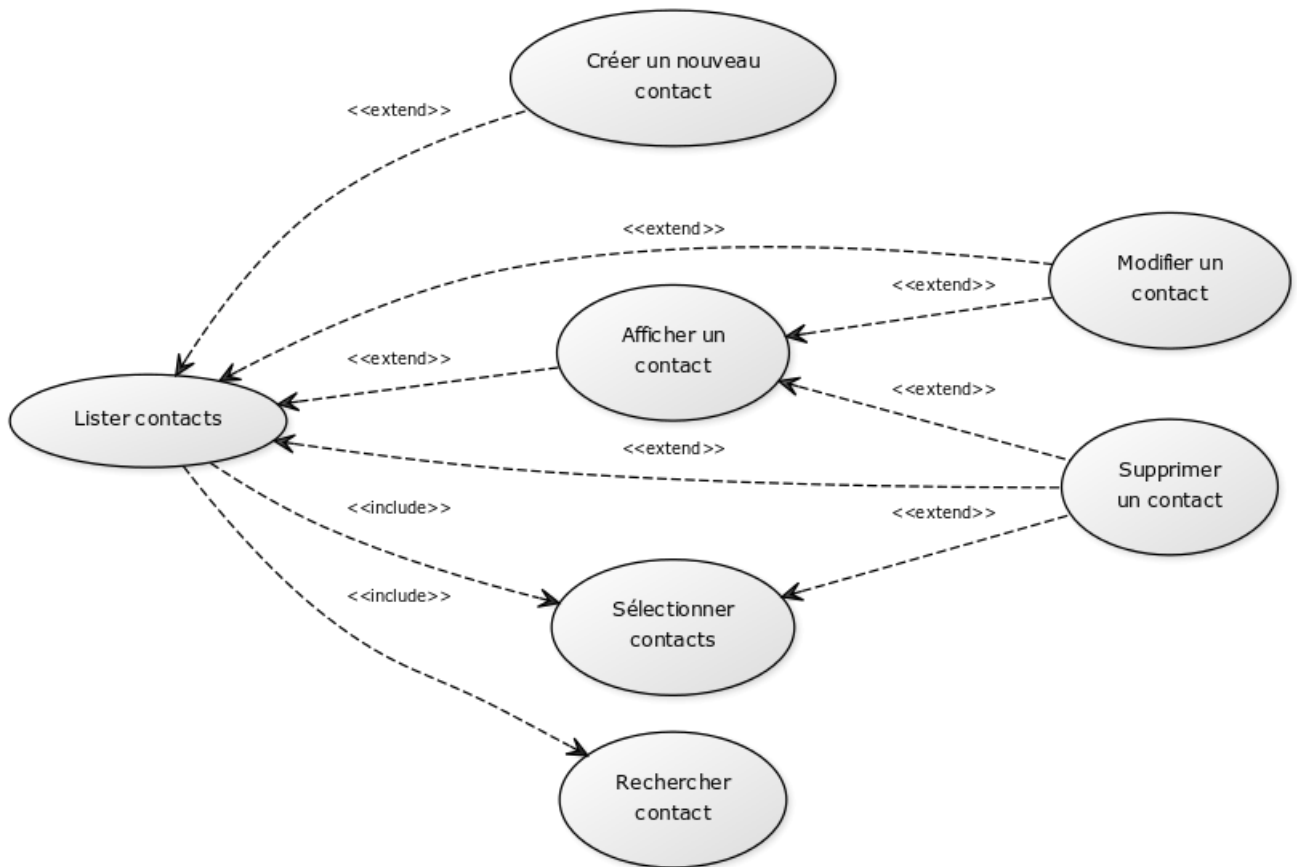 Créer un nouveau
contact
<<extend>>
<<extend>>
Modifier un
contact
<<extend>>
Afficher un
contact
<<extend>>
<<extend>>
Lister contacts
<<extend>>
Supprimer
un contact
<<include>>
<<extend>>
<<include>>
Sélectionner
contacts
Rechercher
contact